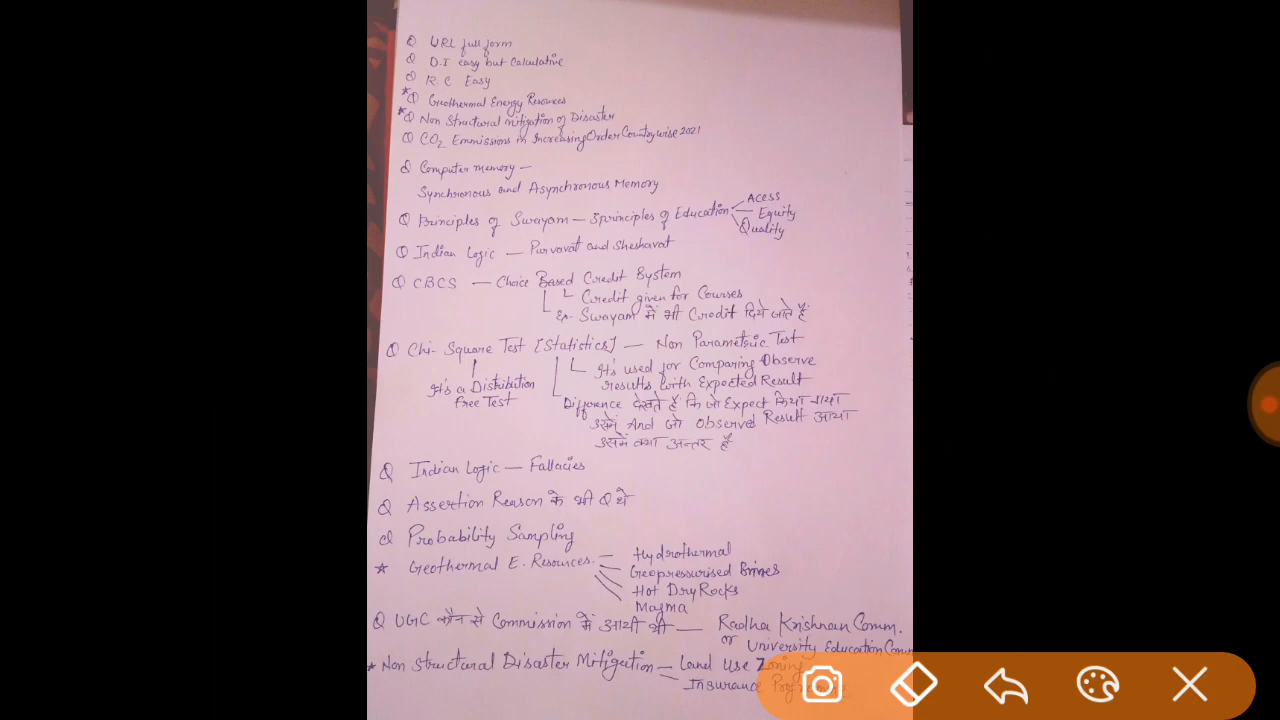 Q URL full form
Q D.I easy but Calculative
Q R.C Easy
* Q Geothermal Energy Resources
* Q Non Structural mitigation of Disaster
Q CO2 Emmissions in Increasing Order Countrywise 2021
Q Computer memory —
Synchronous and Asynchronous Memory
Q Principles of Swayam — 3 principles of Education — Acess
Equity
Quality
Q Indian Logic — Purvavat and Sheshavat
Q CBCS — Choice Based Credit System
Credit given for Courses
Ex- Swayam में भी Credit दिये जाते हैं
Q Chi- Square Test [Statistics] — Non Parametric Test
It's used for Comparing Observe
results with Expected Result
It's a Distribution
free Test
Difference देखते हैं कि जो Expect किया गया
उसमें And जो Observed Result आया
उसमें क्या अन्तर है
Q Indian Logic — Fallacies
Q Assertion Reason के भी Q थे
Q Probability Sampling
* Geothermal E. Resources. — Hydrothermal
Geopressurised Brines
Hot Dry Rocks
Magma
Q UGC कौन से Commission में आयी थी — Radha Krishnan Comm.
or University Education Comm
* Non Structural Disaster Mitigation — Land Use Zoning
Insurance